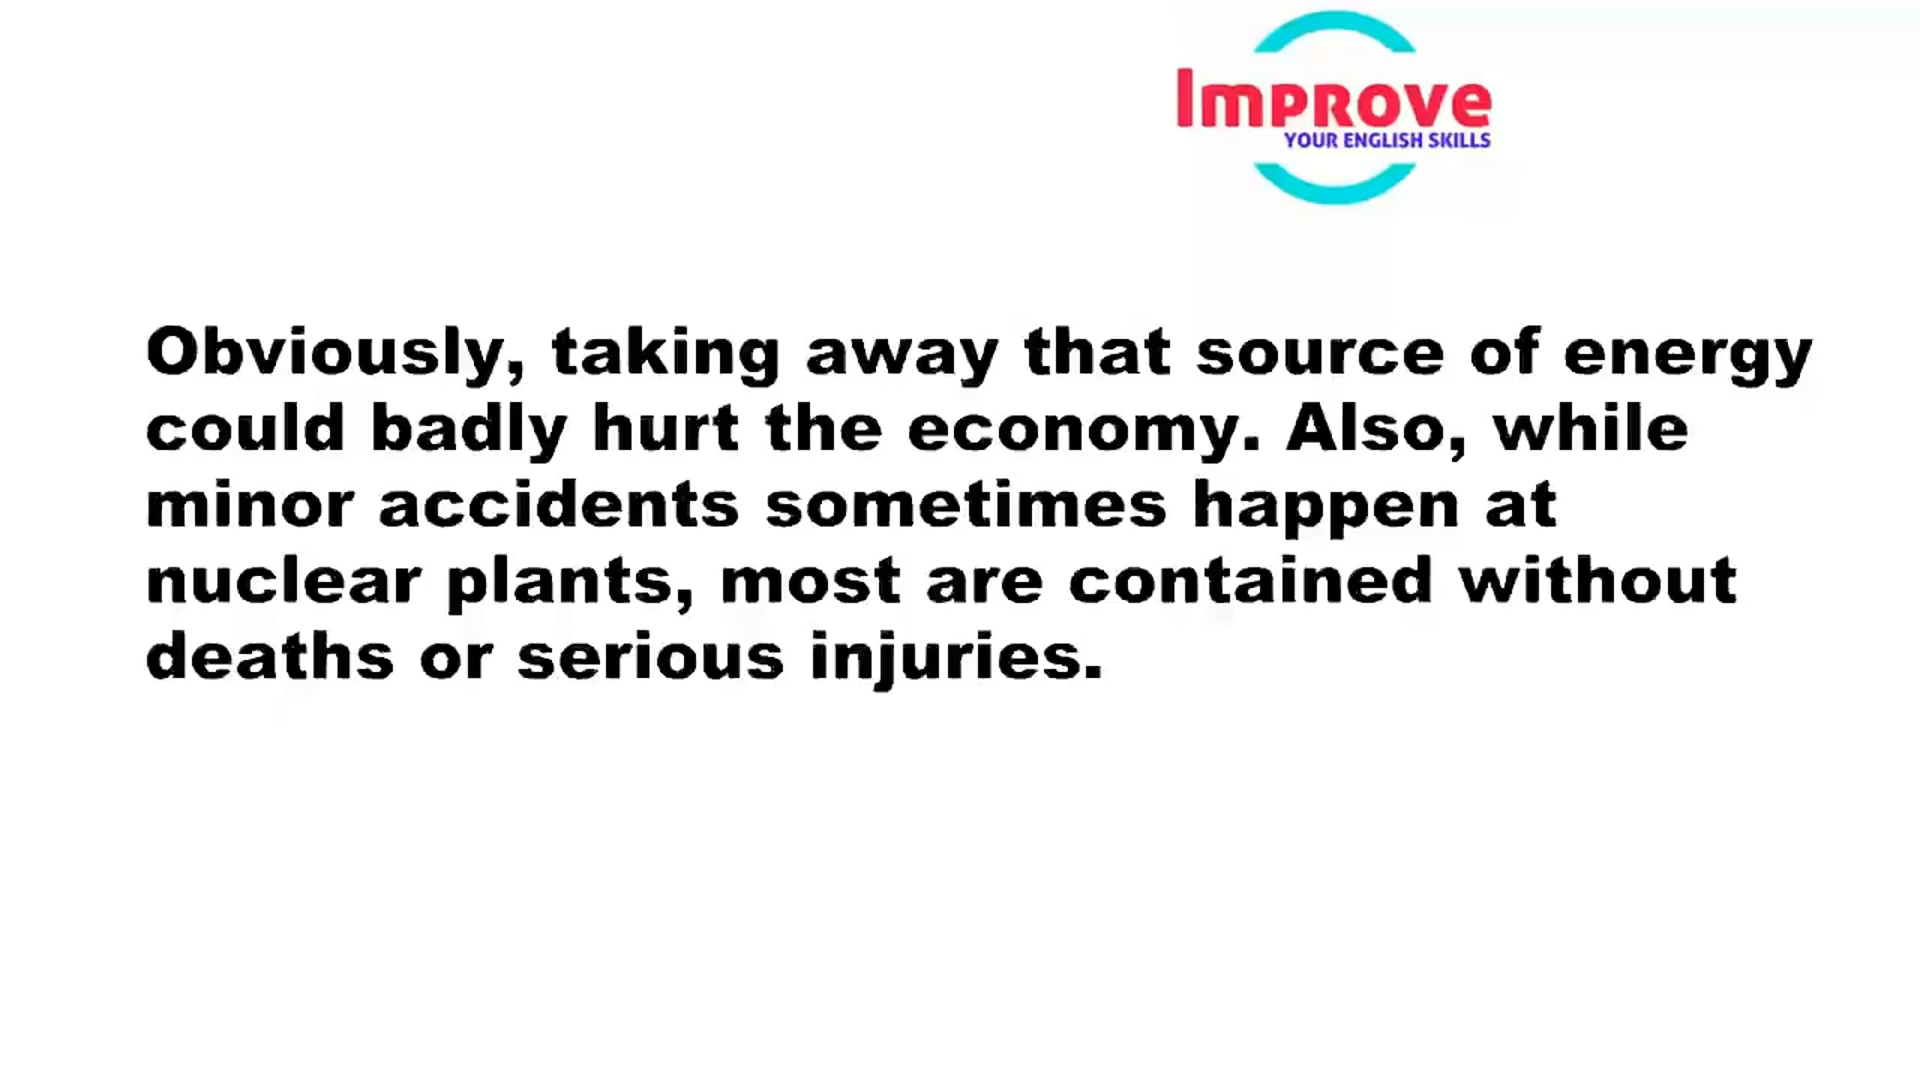 Improve
YOUR ENGLISH SKILLS
Obviously, taking away that source of energy
could badly hurt the economy. Also, while
minor accidents sometimes happen at
nuclear plants, most are contained without
deaths or serious injuries.